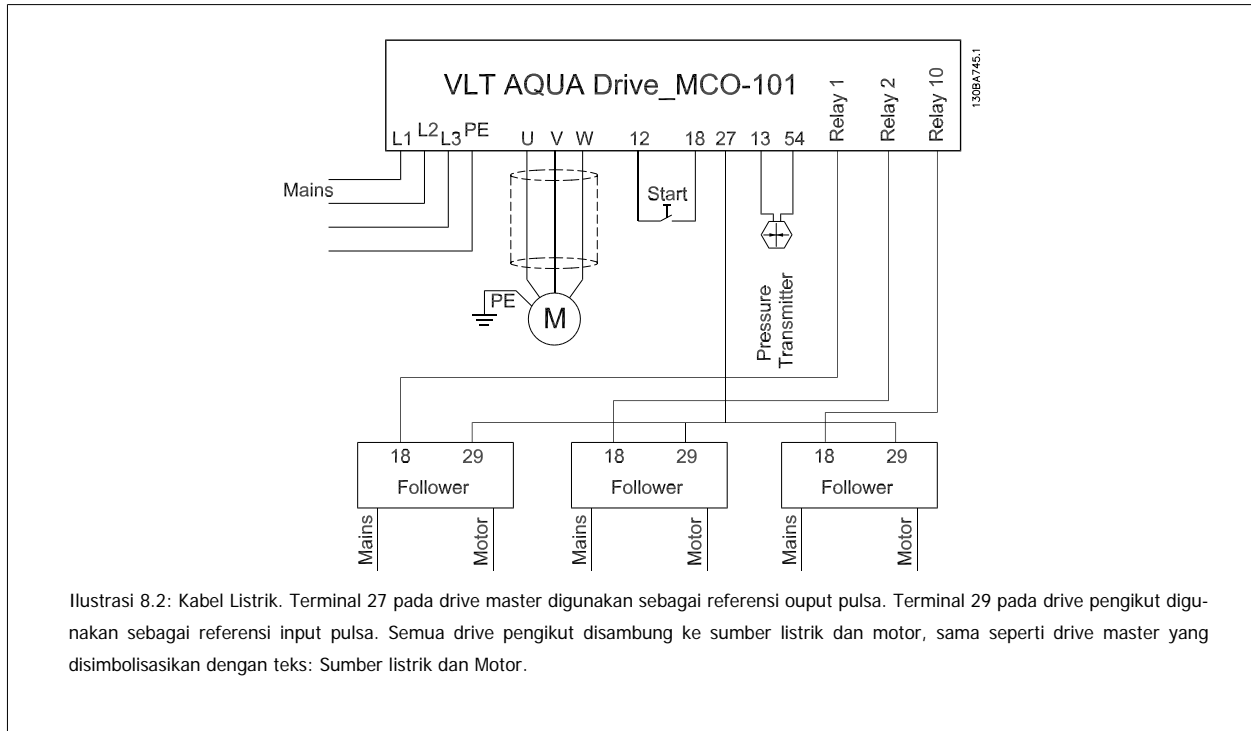 VLT AQUA Drive_MCO-101
Relay 1
Relay 2
Relay 10
130BA745.1
L1 L2 L3 PE U V W 12 18 27 13 54
Mains
Start
PE
M
Pressure
Transmitter
18 29 18 29 18 29
Follower Follower Follower
Mains Motor Mains Motor Mains Motor
Ilustrasi 8.2: Kabel Listrik. Terminal 27 pada drive master digunakan sebagai referensi ouput pulsa. Terminal 29 pada drive pengikut digu-
nakan sebagai referensi input pulsa. Semua drive pengikut disambung ke sumber listrik dan motor, sama seperti drive master yang
disimbolisasikan dengan teks: Sumber listrik dan Motor.